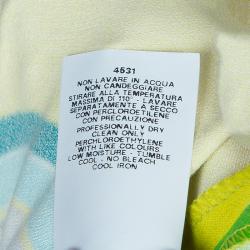 4531
NON LAVARE IN ACQUA
NON CANDEGGIARE
STIRARE ALLA TEMPERATURA
MASSIMA DI 110° - LAVARE
SEPARATAMENTE A SECCO
CON PERCLOROETILENE
CON PRECAUZIONE
PROFESSIONALLY DRY
CLEAN ONLY
PERCHLOROETHYLENE
WITH LIKE COLOURS
LOW MOISTURE - TUMBLE
COOL - NO BLEACH
COOL IRON